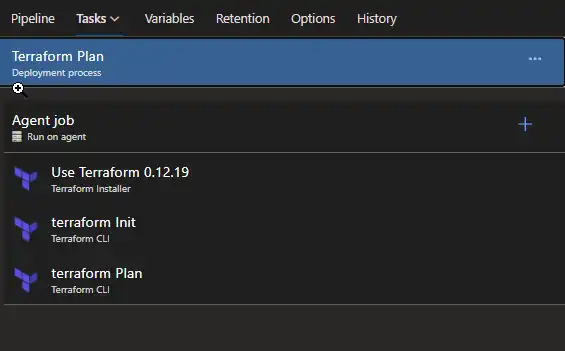 Pipeline Tasks Variables Retention Options History
Terraform Plan
Deployment process
Agent job
Run on agent
Use Terraform 0.12.19
Terraform Installer
terraform Init
Terraform CLI
terraform Plan
Terraform CLI